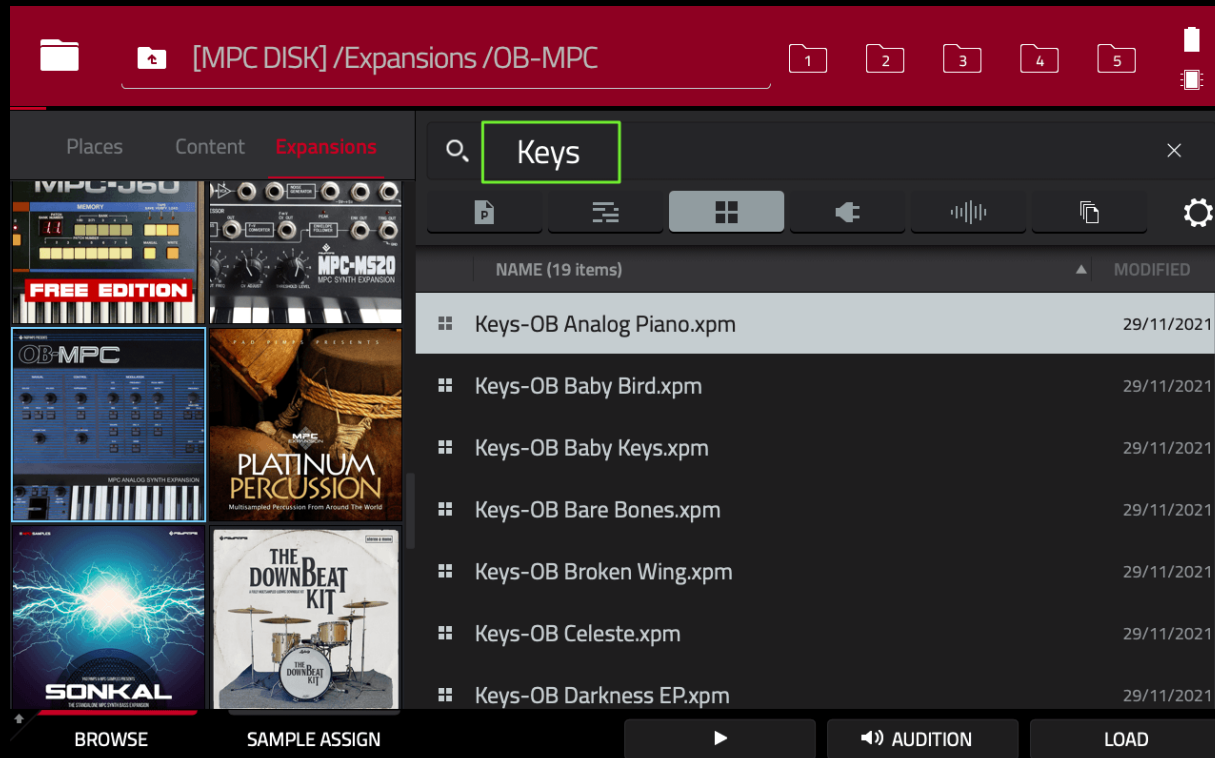 [MPC DISK] /Expansions /OB-MPC
1 2 3 4 5
Places Content Expansions
Keys
P
NAME (19 items) MODIFIED
Keys-OB Analog Piano.xpm 29/11/2021
Keys-OB Baby Bird.xpm 29/11/2021
Keys-OB Baby Keys.xpm 29/11/2021
Keys-OB Bare Bones.xpm 29/11/2021
Keys-OB Broken Wing.xpm 29/11/2021
Keys-OB Celeste.xpm 29/11/2021
Keys-OB Darkness EP.xpm 29/11/2021
MPC-J60
MEMORY
FREE EDITION
MPC-MS20
MPC SYNTH EXPANSION
OB-MPC
MPC ANALOG SYNTH EXPANSION
PAD PIMPS PRESENTS
MPC
EXPANSION
PLATINUM
PERCUSSION
Multisampled Percussion From Around The World
SONKAL
THE STANDALONE MPC SYNTH BASS EXPANSION
THE
DOWNBEAT
KIT
THE
DOWNBEAT
KIT
BROWSE SAMPLE ASSIGN AUDITION LOAD